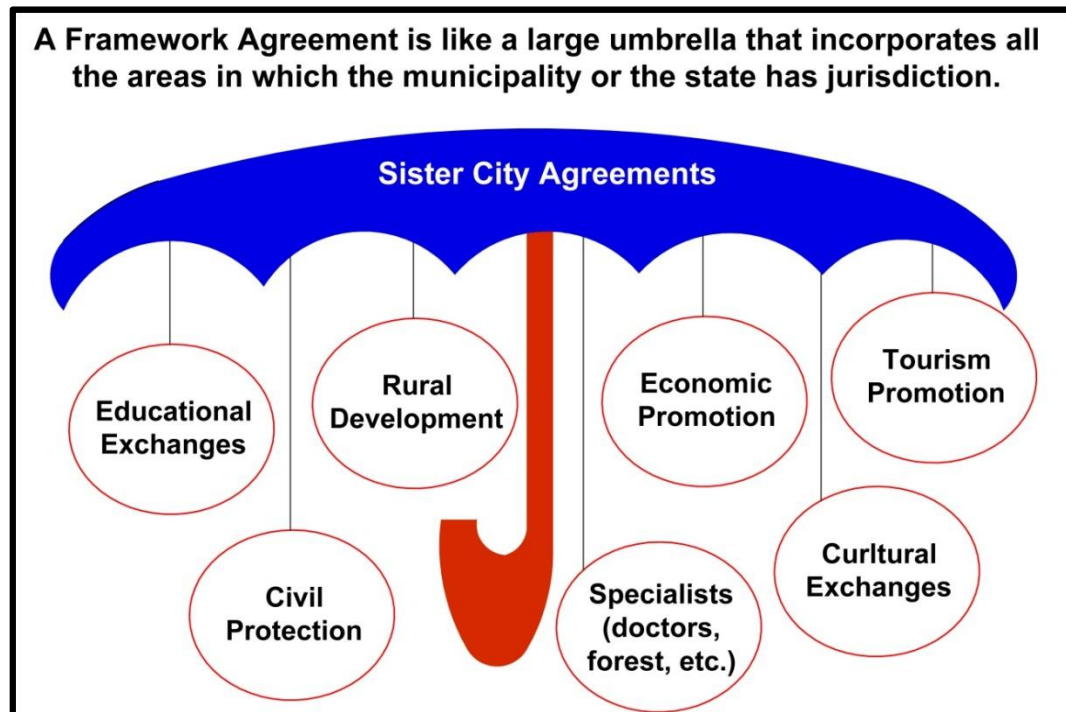 A Framework Agreement is like a large umbrella that incorporates all
the areas in which the municipality or the state has jurisdiction.
Sister City Agreements
Educational
Exchanges
Civil
Protection
Rural
Development
Specialists
(doctors,
forest, etc.)
Economic
Promotion
Curltural
Exchanges
Tourism
Promotion